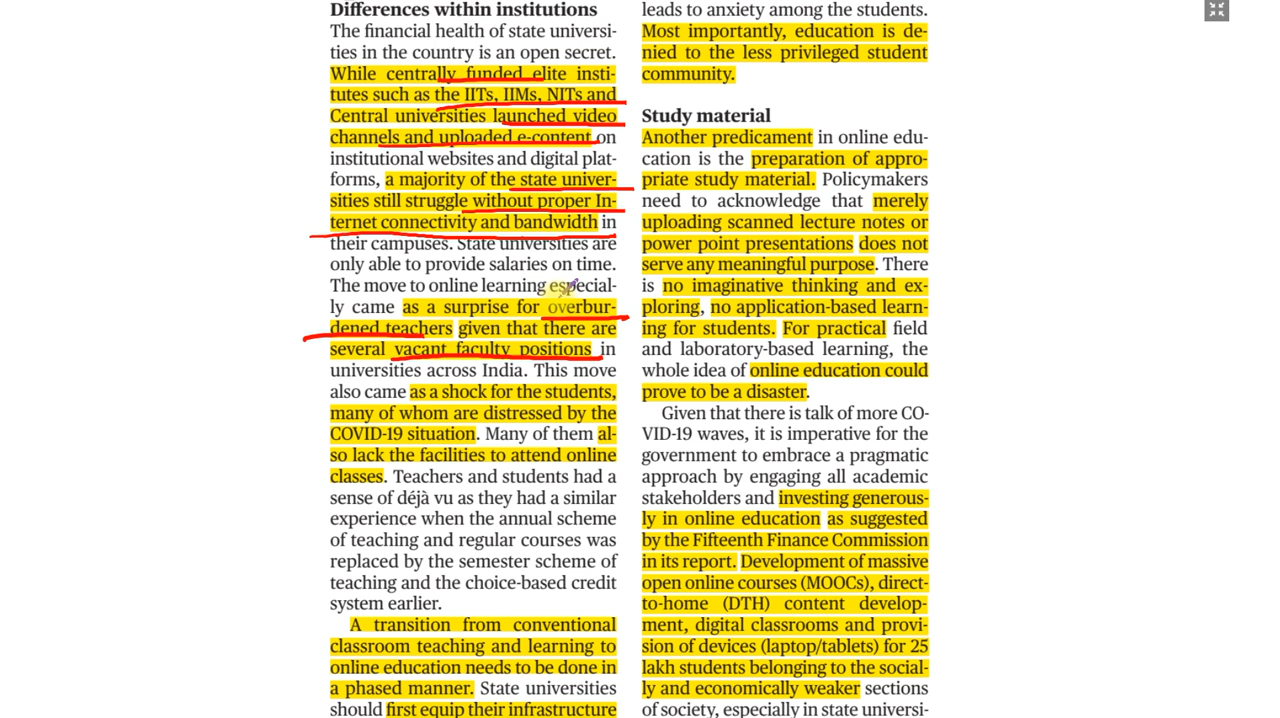 Differences within institutions
The financial health of state universi-
ties in the country is an open secret.
While centrally funded elite insti-
tutes such as the IITs, IIMs, NITs and
Central universities launched video
channels and uploaded e-content on
institutional websites and digital plat-
forms, a majority of the state univer-
sities still struggle without proper In-
ternet connectivity and bandwidth in
their campuses. State universities are
only able to provide salaries on time.
The move to online learning especial-
ly came as a surprise for overbur-
dened teachers given that there are
several vacant faculty positions in
universities across India. This move
also came as a shock for the students,
many of whom are distressed by the
COVID-19 situation. Many of them al-
so lack the facilities to attend online
classes. Teachers and students had a
sense of déjà vu as they had a similar
experience when the annual scheme
of teaching and regular courses was
replaced by the semester scheme of
teaching and the choice-based credit
system earlier.
A transition from conventional
classroom teaching and learning to
online education needs to be done in
a phased manner. State universities
should first equip their infrastructure
leads to anxiety among the students.
Most importantly, education is de-
nied to the less privileged student
community.
Study material
Another predicament in online edu-
cation is the preparation of appro-
priate study material. Policymakers
need to acknowledge that merely
uploading scanned lecture notes or
power point presentations does not
serve any meaningful purpose. There
is no imaginative thinking and ex-
ploring, no application-based learn-
ing for students. For practical field
and laboratory-based learning, the
whole idea of online education could
prove to be a disaster.
Given that there is talk of more CO-
VID-19 waves, it is imperative for the
government to embrace a pragmatic
approach by engaging all academic
stakeholders and investing generous-
ly in online education as suggested
by the Fifteenth Finance Commission
in its report. Development of massive
open online courses (MOOCs), direct-
to-home (DTH) content develop-
ment, digital classrooms and provi-
sion of devices (laptop/tablets) for 25
lakh students belonging to the social-
ly and economically weaker sections
of society, especially in state universi-